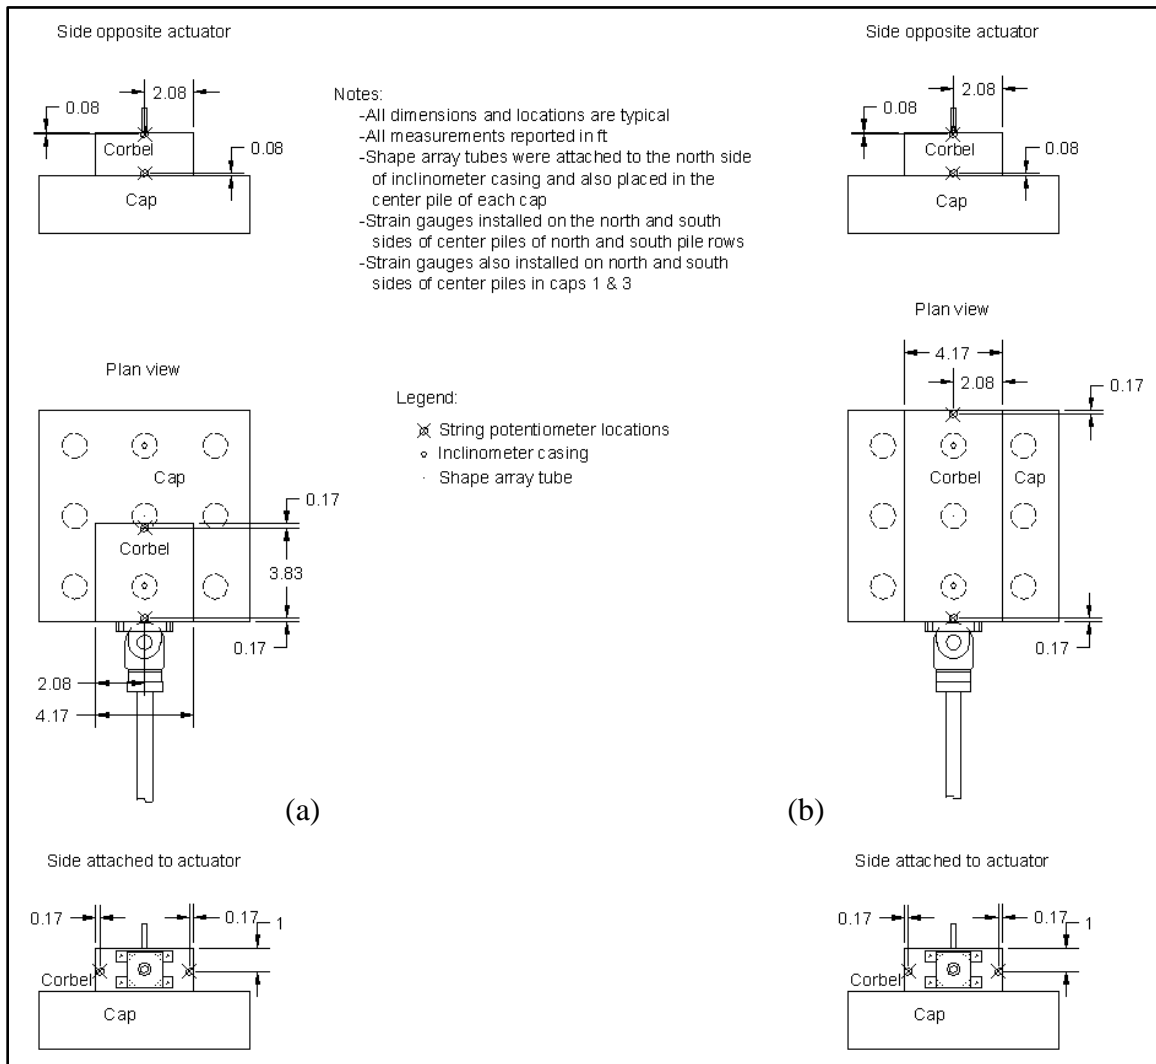 Side opposite actuator
2.08
0.08
Corbel
0.08
Cap
Notes:
-All dimensions and locations are typical
-All measurements reported in ft
-Shape array tubes were attached to the north side
of inclinometer casing and also placed in the
center pile of each cap
-Strain gauges installed on the north and south
sides of center piles of north and south pile rows
-Strain gauges also installed on north and south
sides of center piles in caps 1 & 3
Side opposite actuator
2.08
0.08
Corbel
0.08
Cap
Plan view
Cap
0.17
Corbel
3.83
0.17
2.08
4.17
(a)
Legend:
String potentiometer locations
Inclinometer casing
Shape array tube
Plan view
4.17
2.08
0.17
Corbel
Cap
0.17
(b)
Side attached to actuator
0.17
0.17
1
Corbel
Cap
Side attached to actuator
0.17
0.17
1
Corbel
Cap